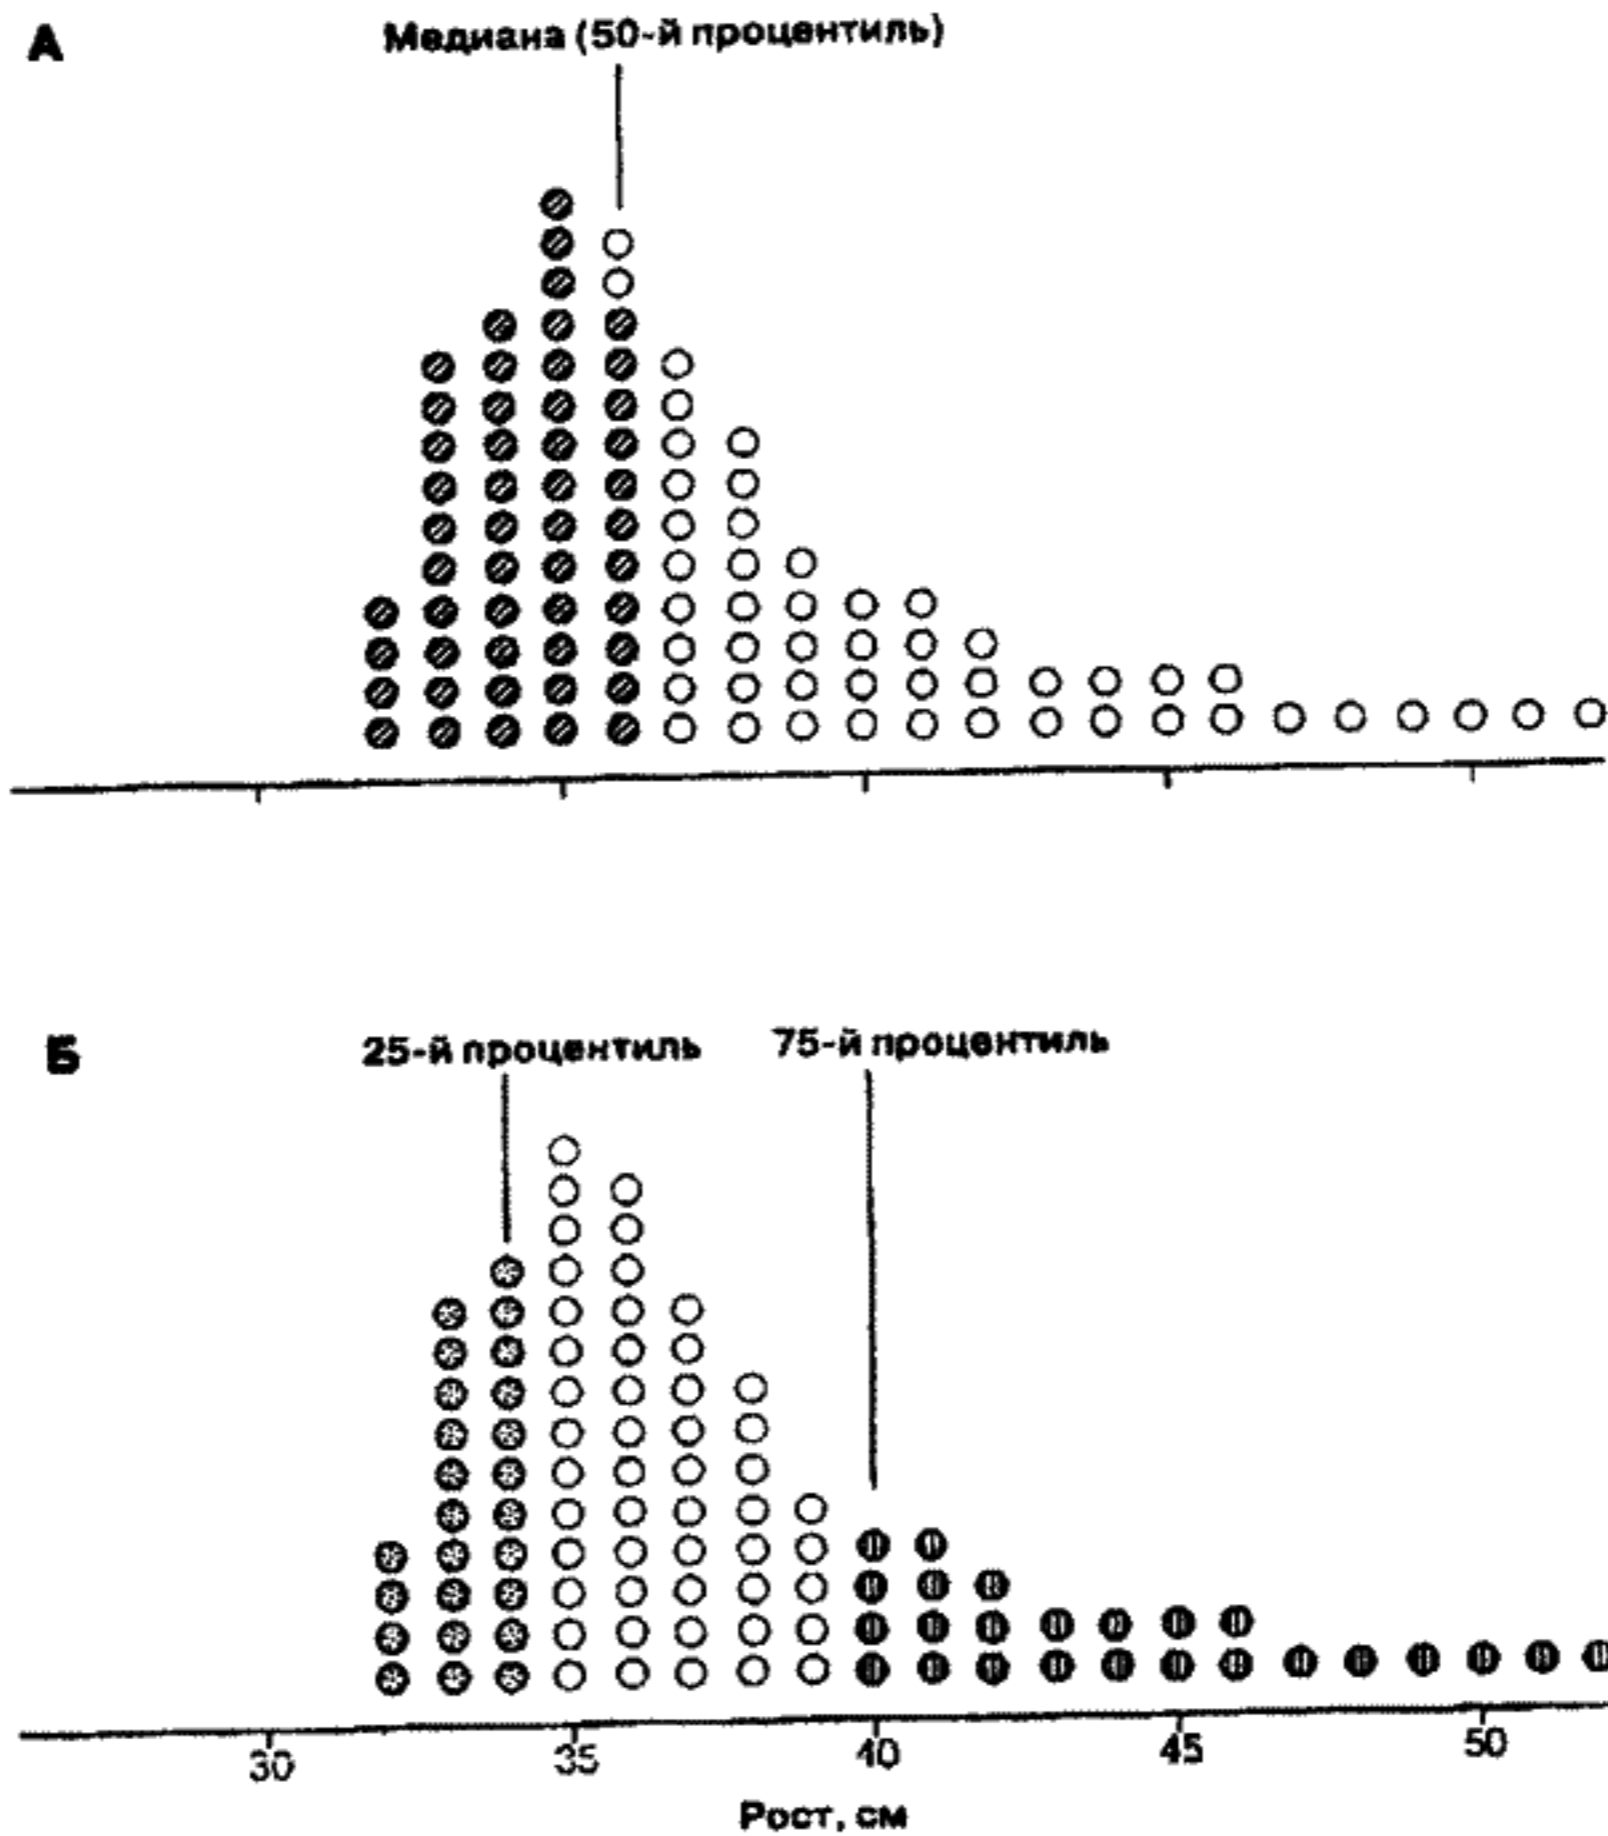 А
Медиана (50-й процентиль)
Б
25-й процентиль
75-й процентиль
30 35 40 45 50
Рост, см